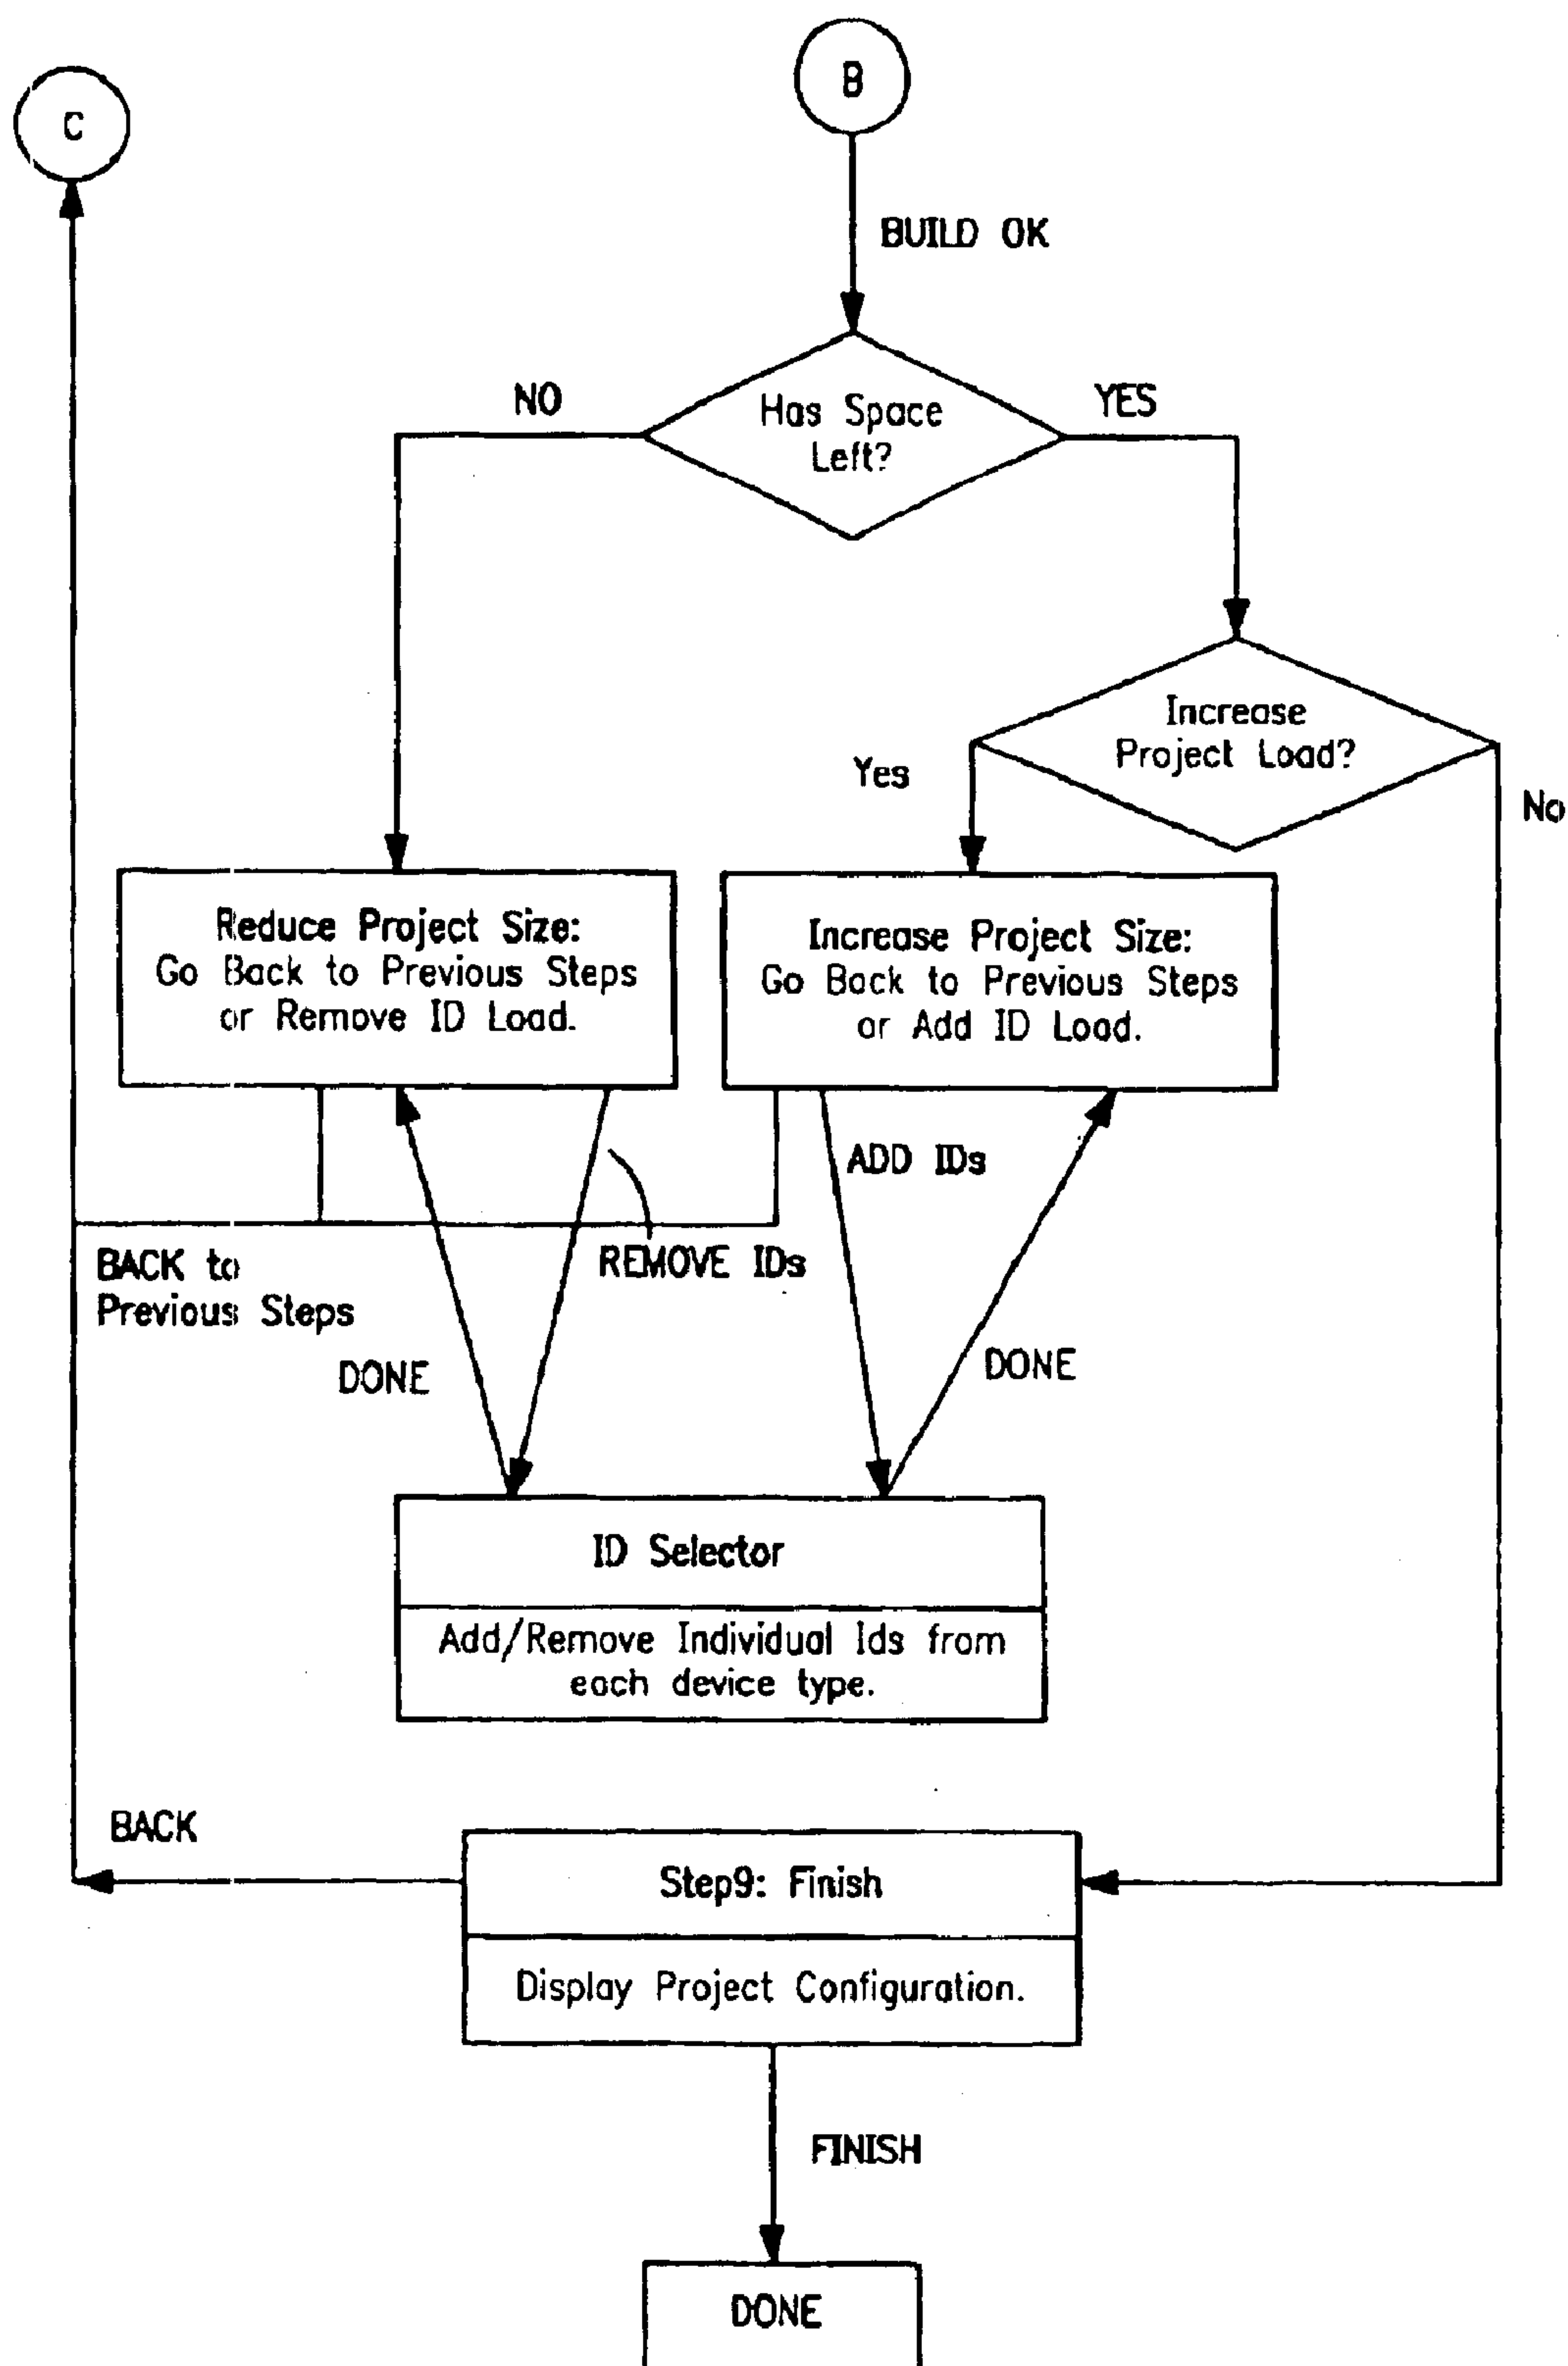 B
C
BUILD OK
NO
YES
Has Space
Left?
Increase
Project Load?
Yes
No
Reduce Project Size:
Go Back to Previous Steps
or Remove ID Load.
Increase Project Size:
Go Back to Previous Steps
or Add ID Load.
ADD IDs
REMOVE IDs
BACK to
Previous Steps
DONE
DONE
ID Selector
Add/Remove Individual Ids from
each device type.
BACK
Step9: Finish
Display Project Configuration.
FINISH
DONE